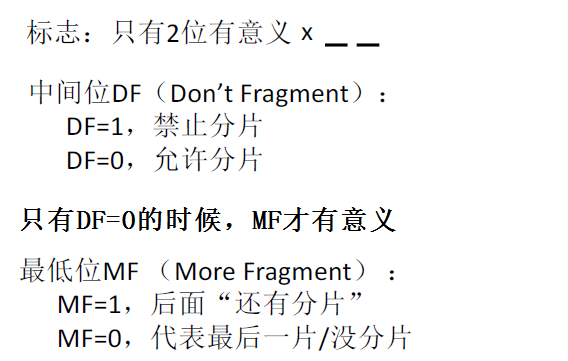 标志：只有2位有意义 x _ _
中间位DF（Don’t Fragment）：
DF=1，禁止分片
DF=0，允许分片
只有DF=0的时候，MF才有意义
最低位MF （More Fragment）：
MF=1，后面“还有分片”
MF=0，代表最后一片/没分片